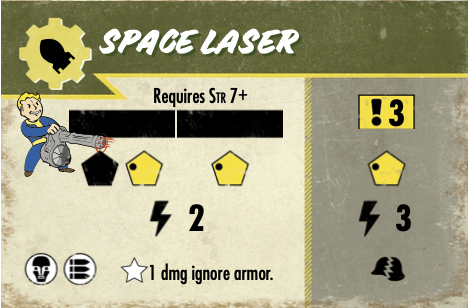 SPACE LASER
Requires STR 7+
!3
2
3
1 dmg ignore armor.